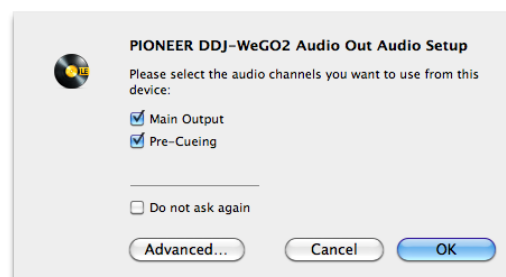 PIONEER DDJ-WeGO2 Audio Out Audio Setup
Please select the audio channels you want to use from this
device:
Main Output
Pre-Cueing
Do not ask again
Advanced...
Cancel
OK
LE